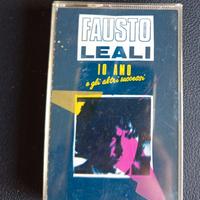 FAUSTO
LEALI
IO AMO
e gli altri successi